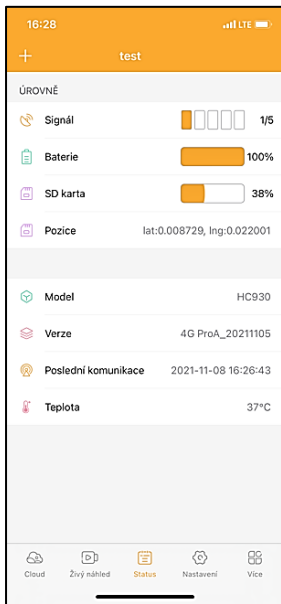 16:28 LTE
+ test
ÚROVNĚ
Signál 1/5
Baterie 100%
SD karta 38%
Pozice lat:0.008729, lng:0.022001
Model HC930
Verze 4G ProA_20211105
Poslední komunikace 2021-11-08 16:26:43
Teplota 37°C
Cloud Živý náhled Status Nastavení Více